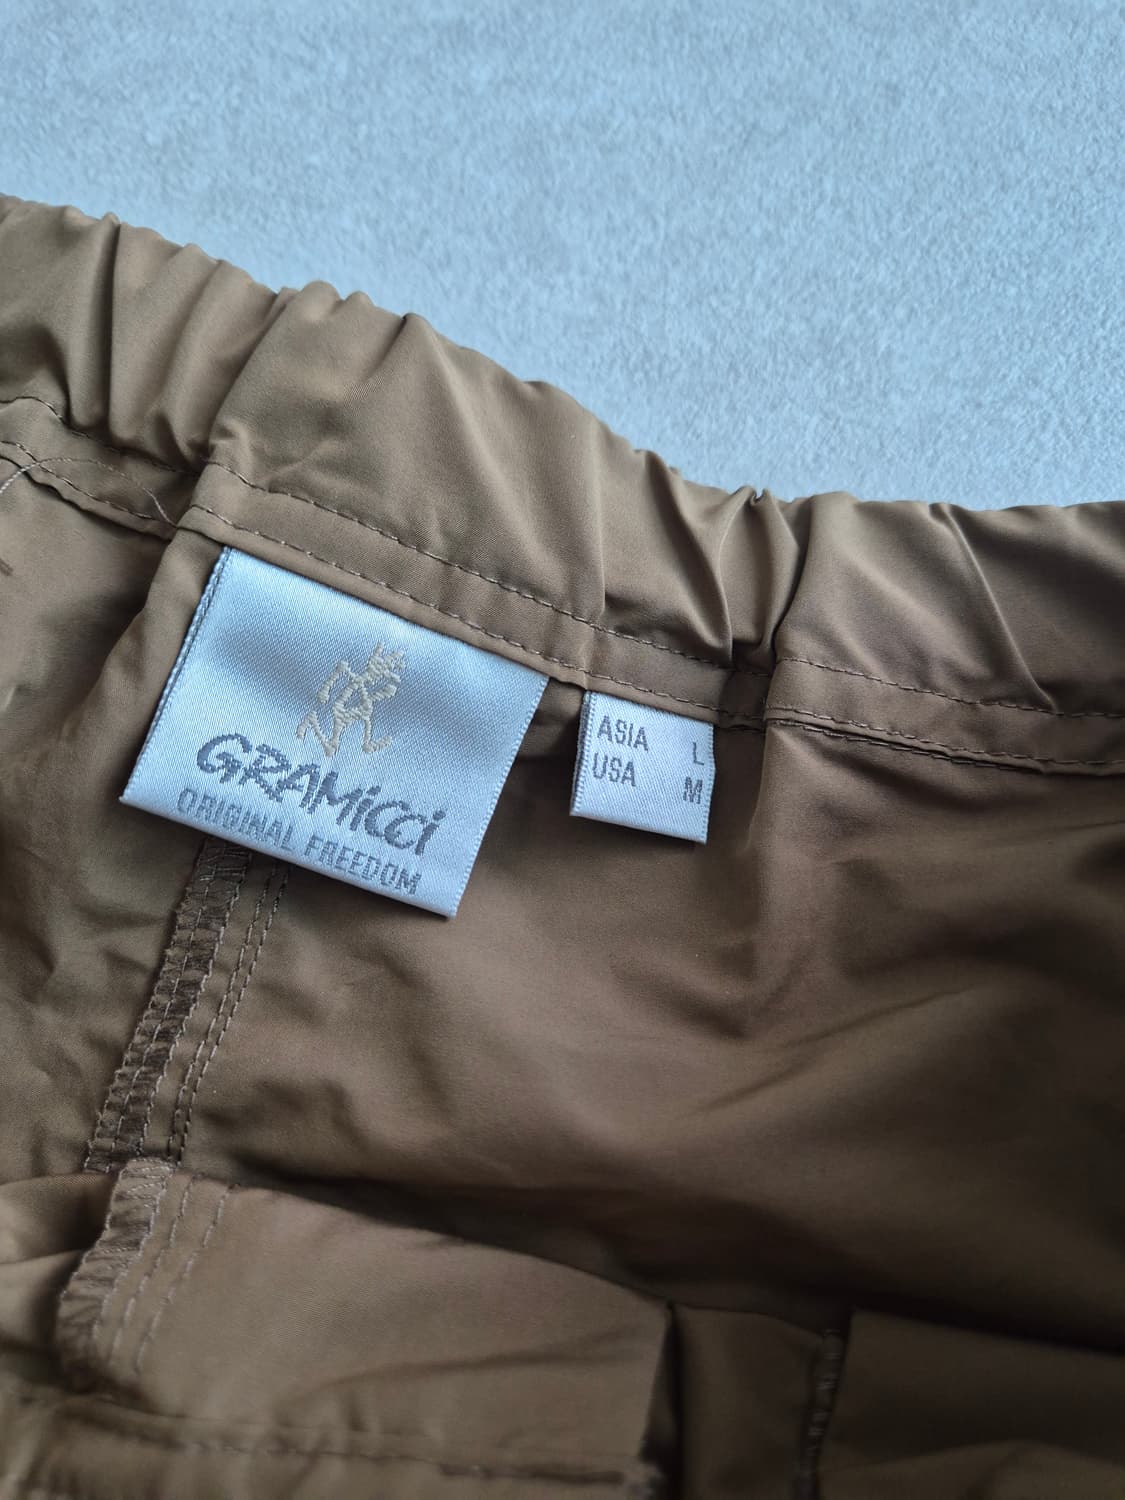 GRAMiCCi
ORIGINAL FREEDOM
ASIA L
USA M